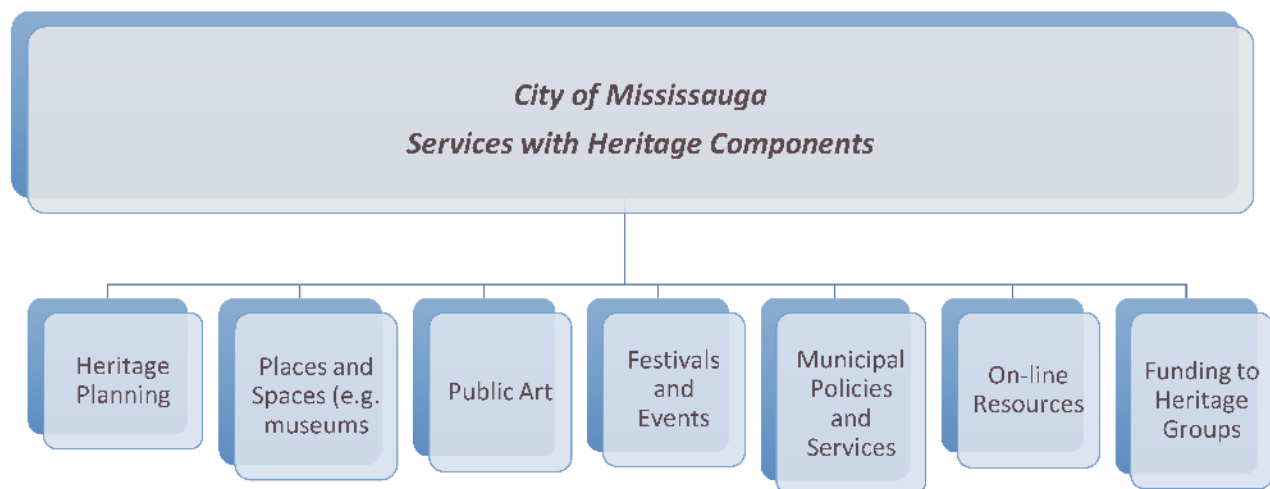 City of Mississauga
Services with Heritage Components
Heritage
Planning
Places and
Spaces (e.g.
museums
Public Art
Festivals
and
Events
Municipal
Policies
and
Services
On-line
Resources
Funding to
Heritage
Groups